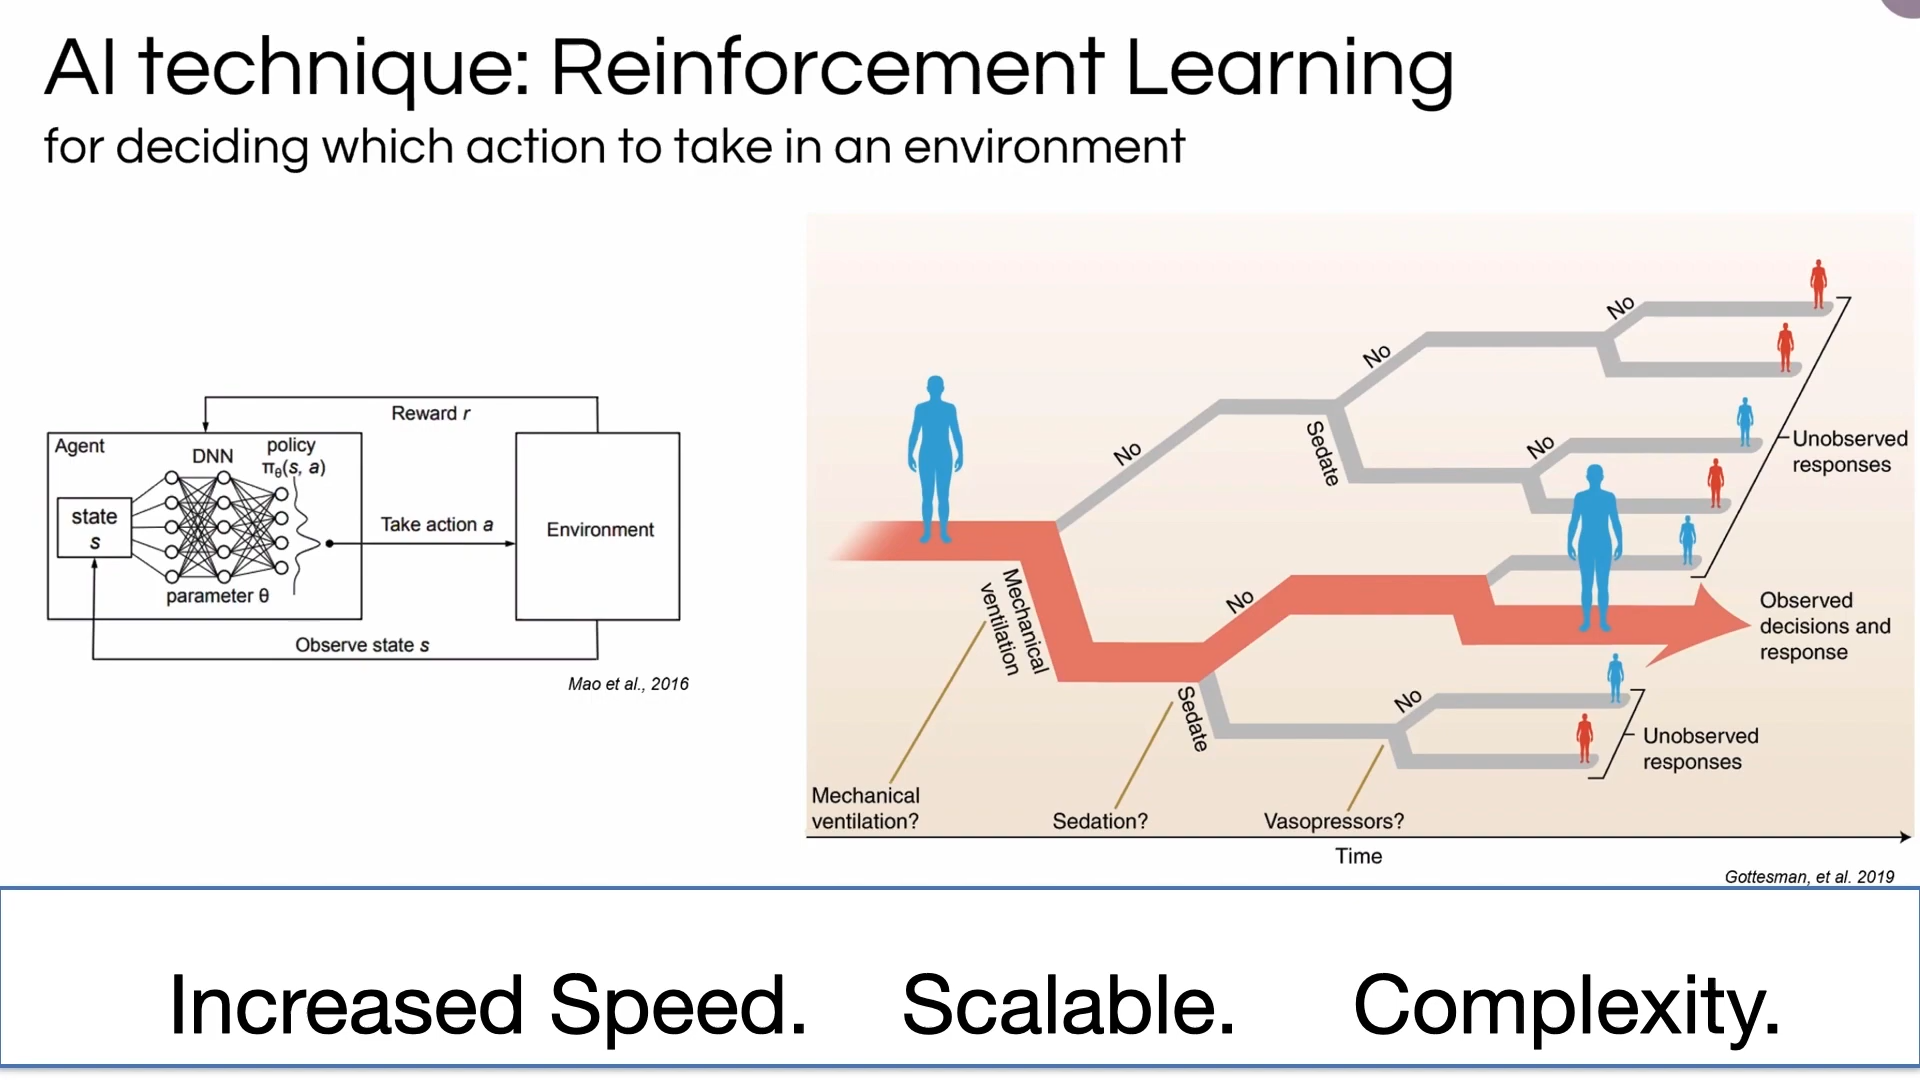 AI technique: Reinforcement Learning
for deciding which action to take in an environment
Reward r
Agent
DNN
policy
πθ(s, a)
state
s
Take action a
Environment
parameter θ
Observe state s
Mao et al., 2016
No
No
No
Sedate
No
Unobserved
responses
Mechanical
ventilation
No
Observed
decisions and
response
Sedate
No
Unobserved
responses
Mechanical
ventilation?
Sedation?
Vasopressors?
Time
Gottesman, et al. 2019
Increased Speed. Scalable. Complexity.